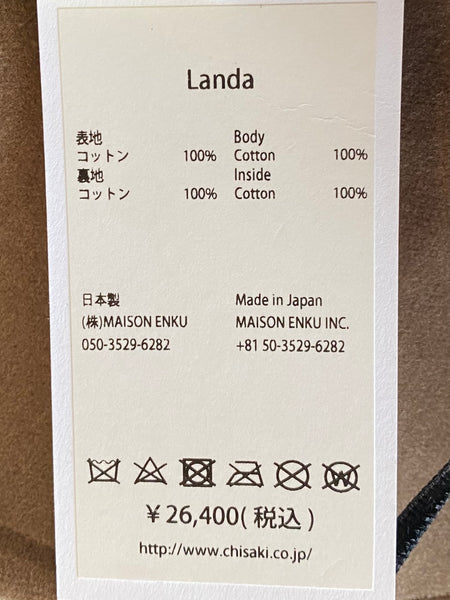 Landa
表地 Body
コットン 100% Cotton 100%
裏地 Inside
コットン 100% Cotton 100%
日本製 Made in Japan
(株)MAISON ENKU MAISON ENKU INC.
050-3529-6282 +81 50-3529-6282
W
¥26,400(税込)
http://www.chisaki.co.jp/